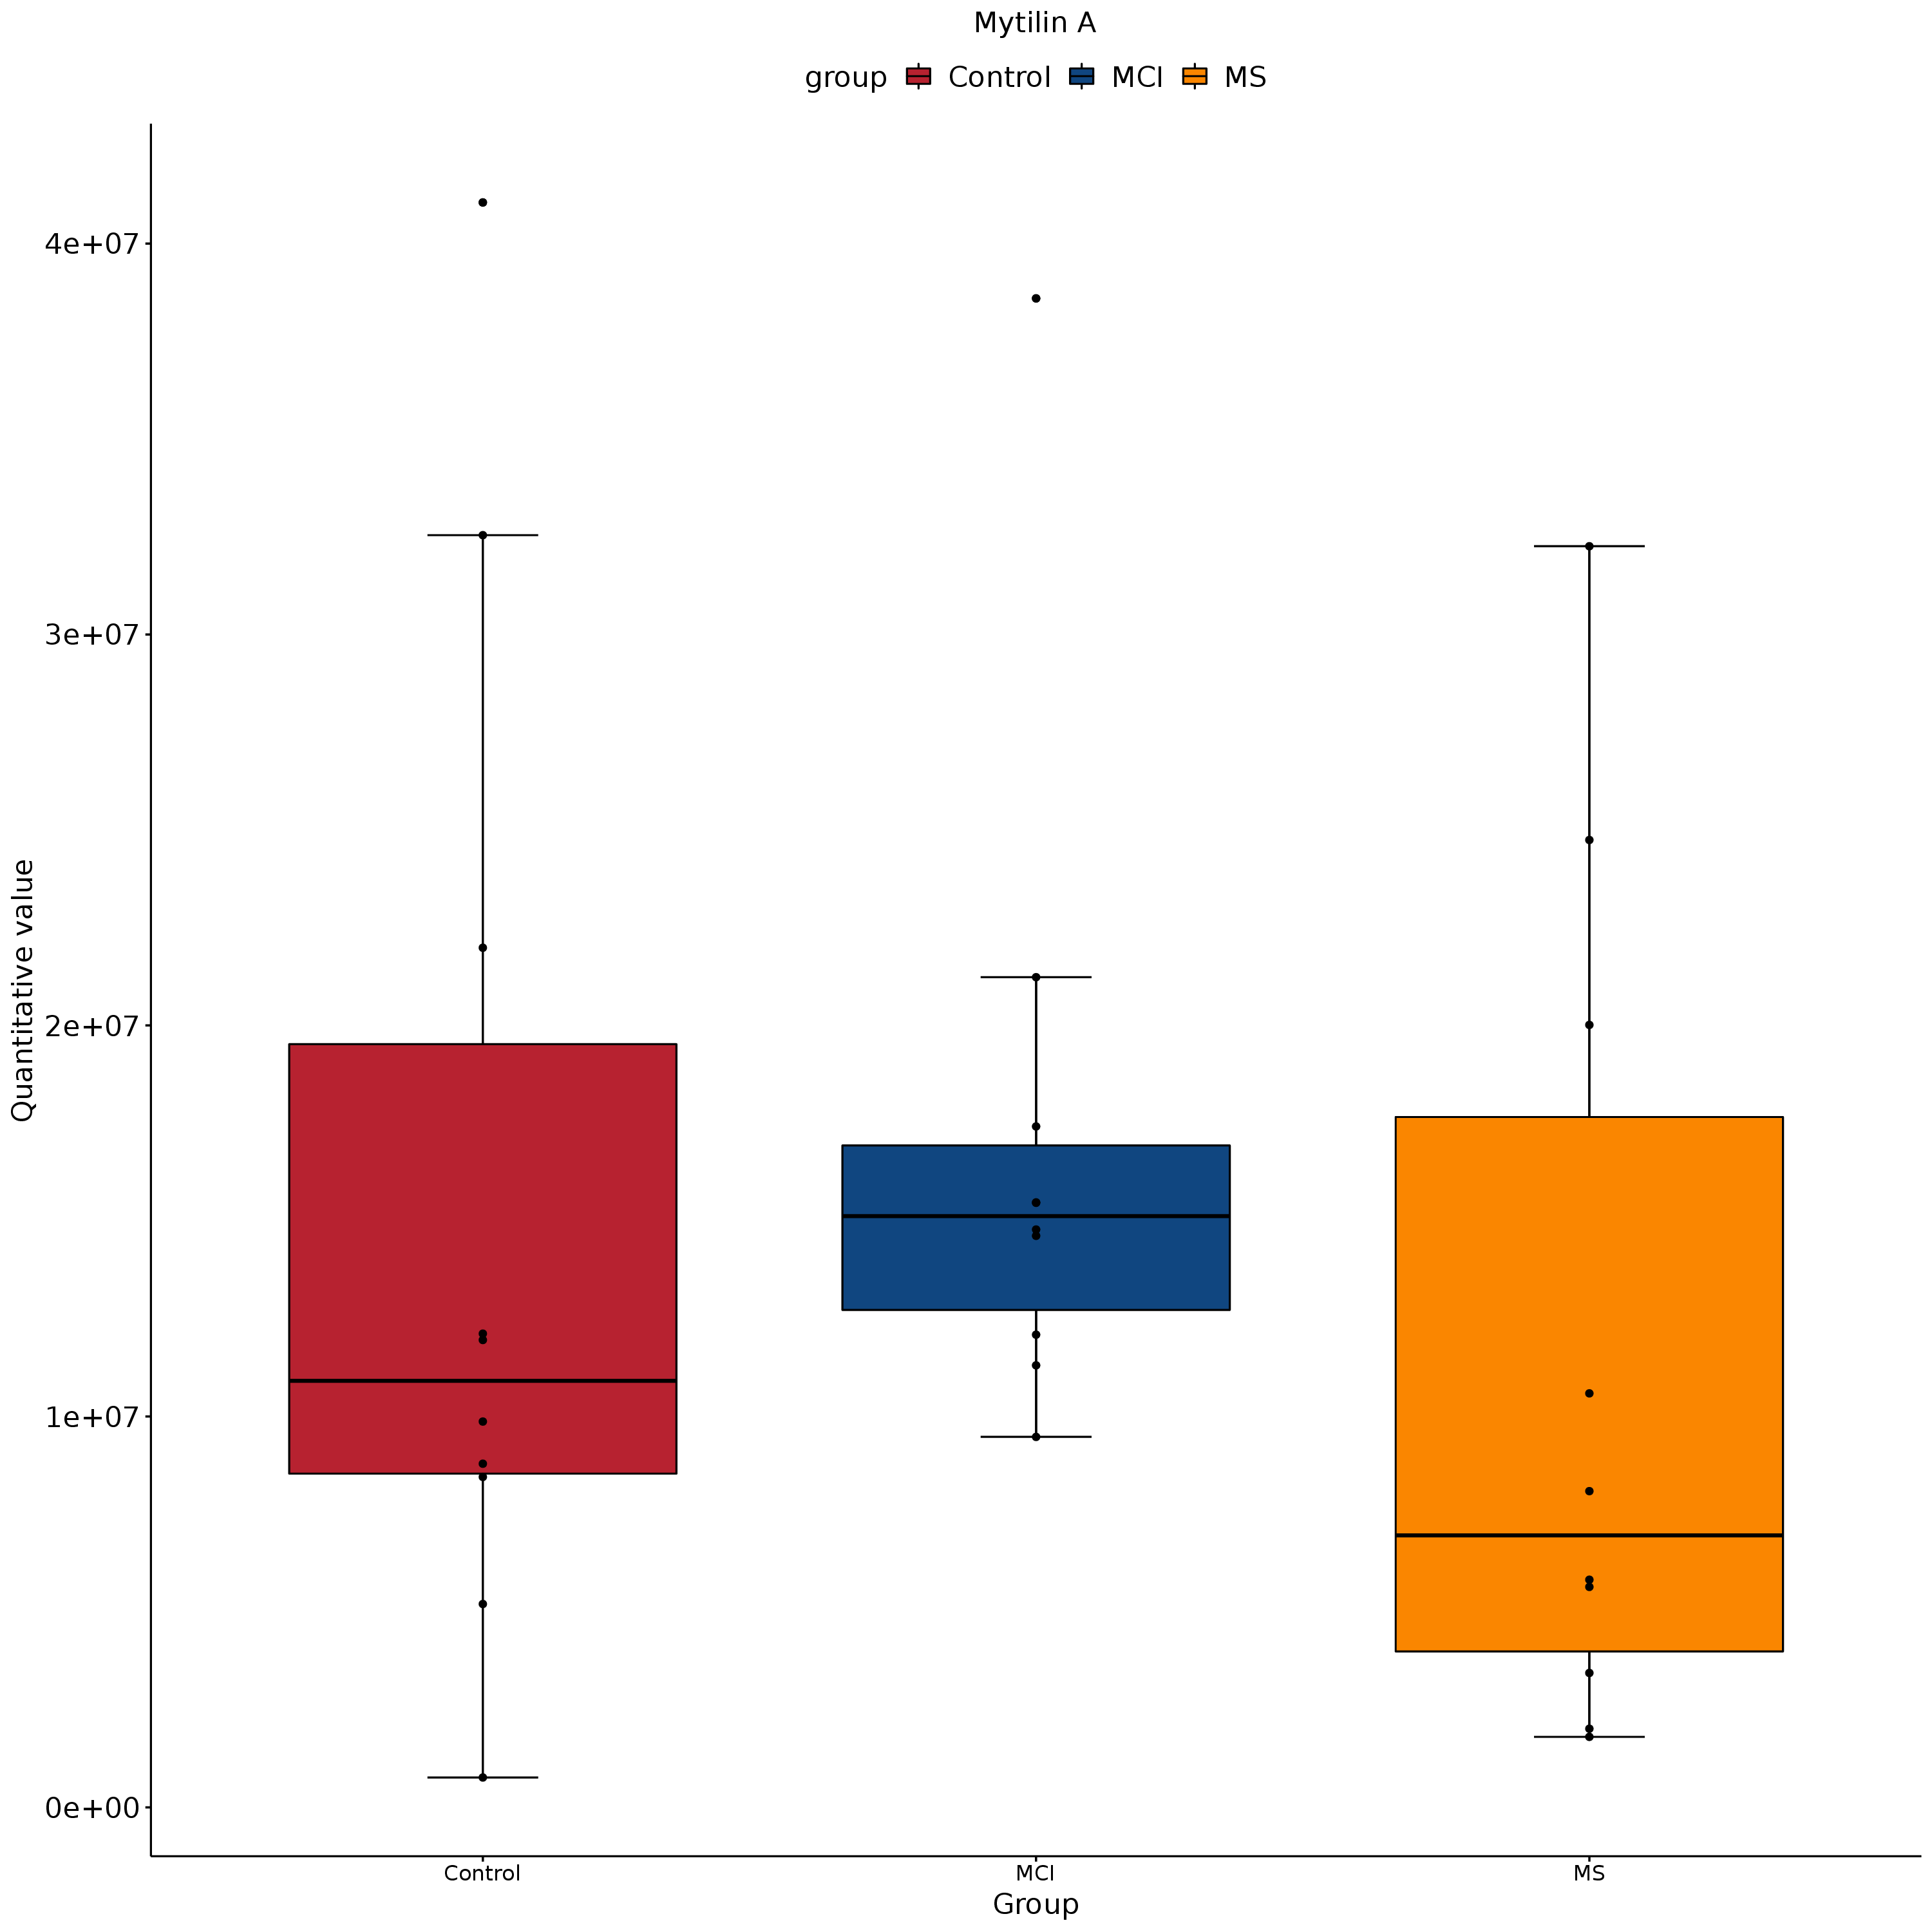 Mytilin A
group Control MCI MS
4e+07
3e+07
2e+07
1e+07
0e+00
Quantitative value
Control MCI MS
Group